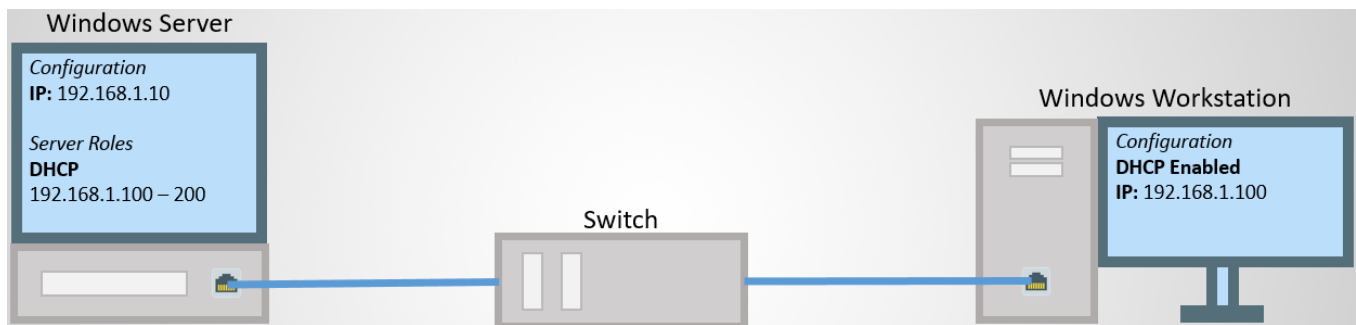 Windows Server
Configuration
IP: 192.168.1.10
Server Roles
DHCP
192.168.1.100 – 200
Switch
Windows Workstation
Configuration
DHCP Enabled
IP: 192.168.1.100